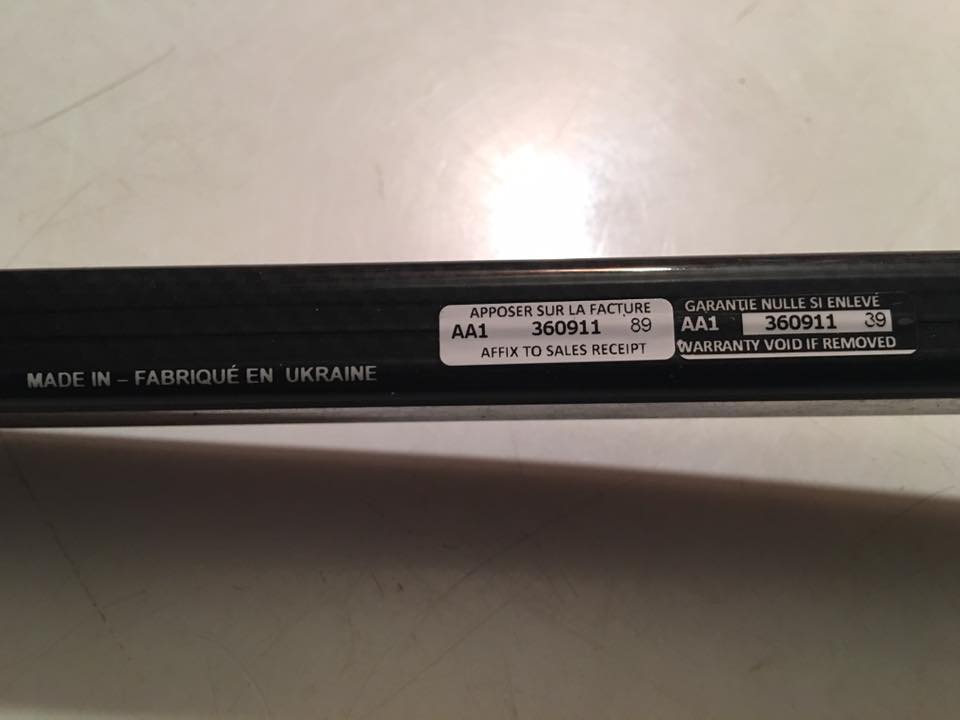 MADE IN – FABRIQUÉ EN UKRAINE
APPOSER SUR LA FACTURE
AA1 360911 89
AFFIX TO SALES RECEIPT
GARANTIE NULLE SI ENLEVÉ
AA1 360911 39
WARRANTY VOID IF REMOVED